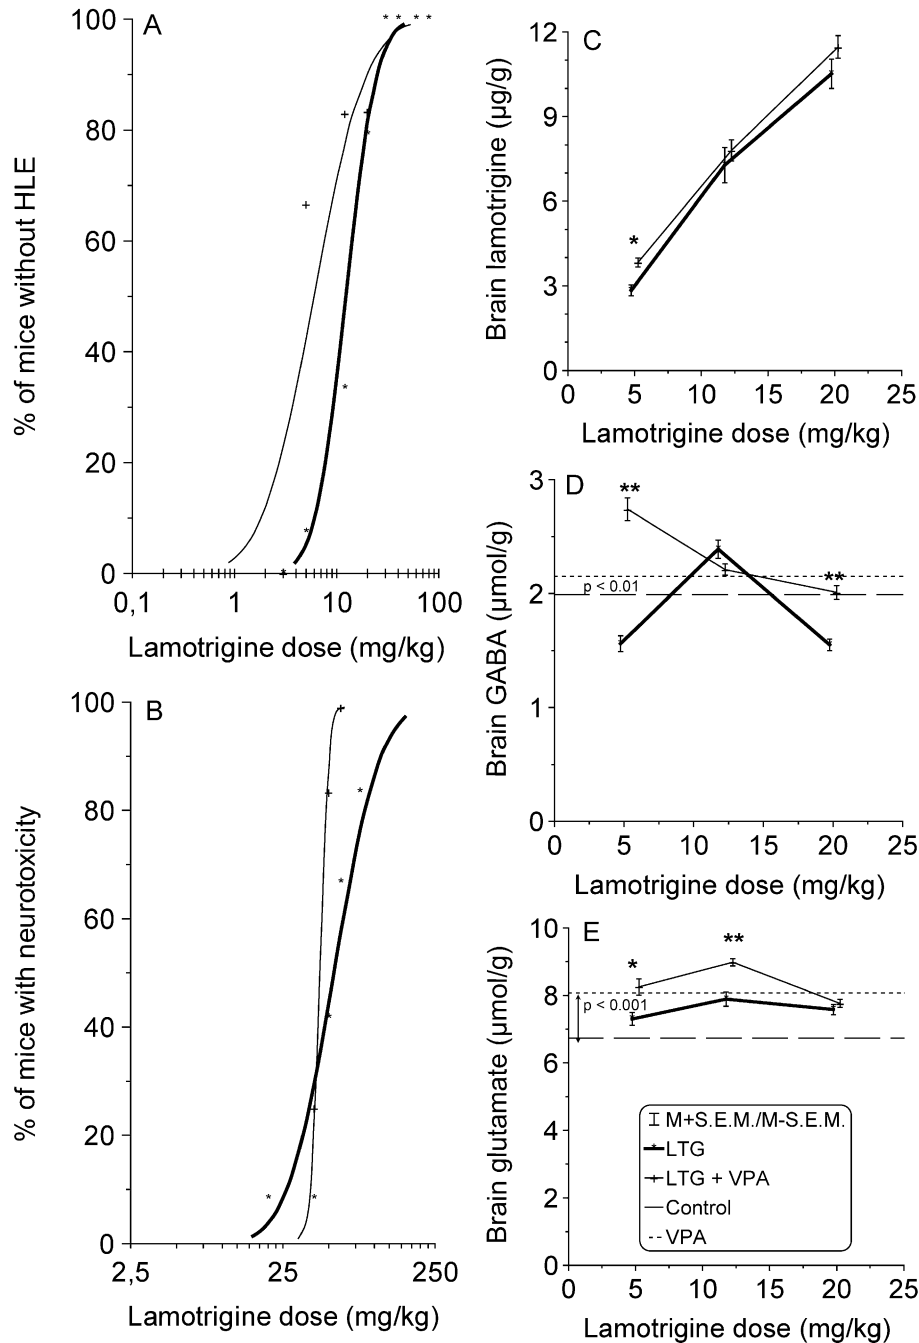 A
% of mice without HLE
100
80
60
40
20
0
0,1 1 10 100
Lamotrigine dose (mg/kg)
B
% of mice with neurotoxicity
100
80
60
40
20
0
2,5 25 250
Lamotrigine dose (mg/kg)
C
Brain lamotrigine (µg/g)
12
9
6
3
0
*
0 5 10 15 20 25
Lamotrigine dose (mg/kg)
D
Brain GABA (µmol/g)
3
2
1
0
**
**
p < 0.01
0 5 10 15 20 25
Lamotrigine dose (mg/kg)
E
Brain glutamate (µmol/g)
10
8
6
4
2
0
*
**
p < 0.001
M+S.E.M./M-S.E.M.
LTG
LTG + VPA
Control
VPA
0 5 10 15 20 25
Lamotrigine dose (mg/kg)